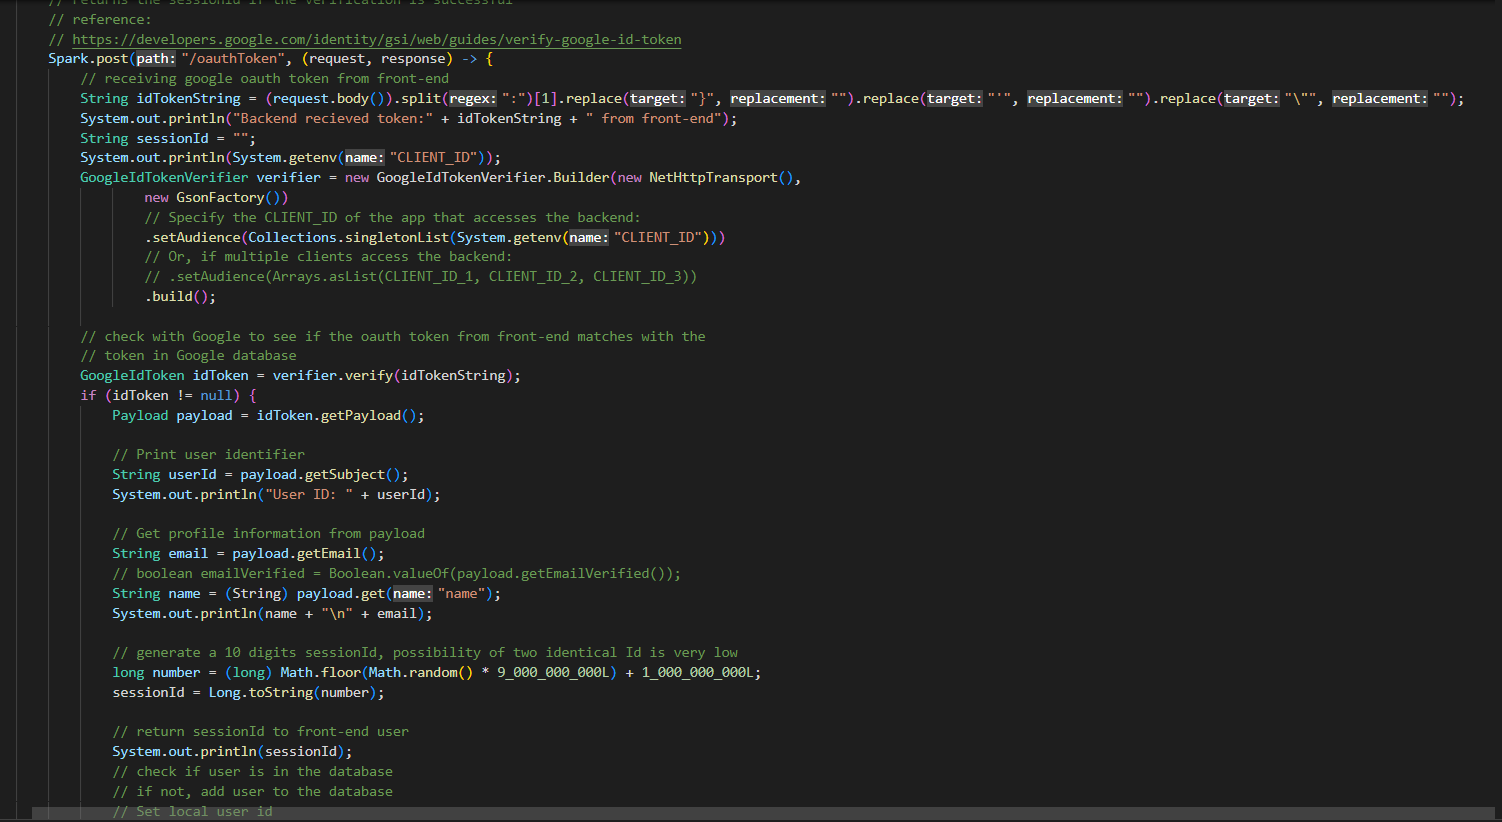 // returns the sessionId if the verification is successful
// reference:
// https://developers.google.com/identity/gsi/web/guides/verify-google-id-token
Spark.post(path: "/oauthToken", (request, response) -> {
// receiving google oauth token from front-end
String idTokenString = (request.body()).split(regex: ":")[1].replace(target: "}", replacement: "").replace(target: "'", replacement: "").replace(target: "\"", replacement: "");
System.out.println("Backend recieved token:" + idTokenString + " from front-end");
String sessionId = "";
System.out.println(System.getenv(name: "CLIENT_ID"));
GoogleIdTokenVerifier verifier = new GoogleIdTokenVerifier.Builder(new NetHttpTransport(),
new GsonFactory())
// Specify the CLIENT_ID of the app that accesses the backend:
.setAudience(Collections.singletonList(System.getenv(name: "CLIENT_ID")))
// Or, if multiple clients access the backend:
// .setAudience(Arrays.asList(CLIENT_ID_1, CLIENT_ID_2, CLIENT_ID_3))
.build();
// check with Google to see if the oauth token from front-end matches with the
// token in Google database
GoogleIdToken idToken = verifier.verify(idTokenString);
if (idToken != null) {
Payload payload = idToken.getPayload();
// Print user identifier
String userId = payload.getSubject();
System.out.println("User ID: " + userId);
// Get profile information from payload
String email = payload.getEmail();
// boolean emailVerified = Boolean.valueOf(payload.getEmailVerified());
String name = (String) payload.get(name: "name");
System.out.println(name + "\n" + email);
// generate a 10 digits sessionId, possibility of two identical Id is very low
long number = (long) Math.floor(Math.random() * 9_000_000_000L) + 1_000_000_000L;
sessionId = Long.toString(number);
// return sessionId to front-end user
System.out.println(sessionId);
// check if user is in the database
// if not, add user to the database
// Set local user id